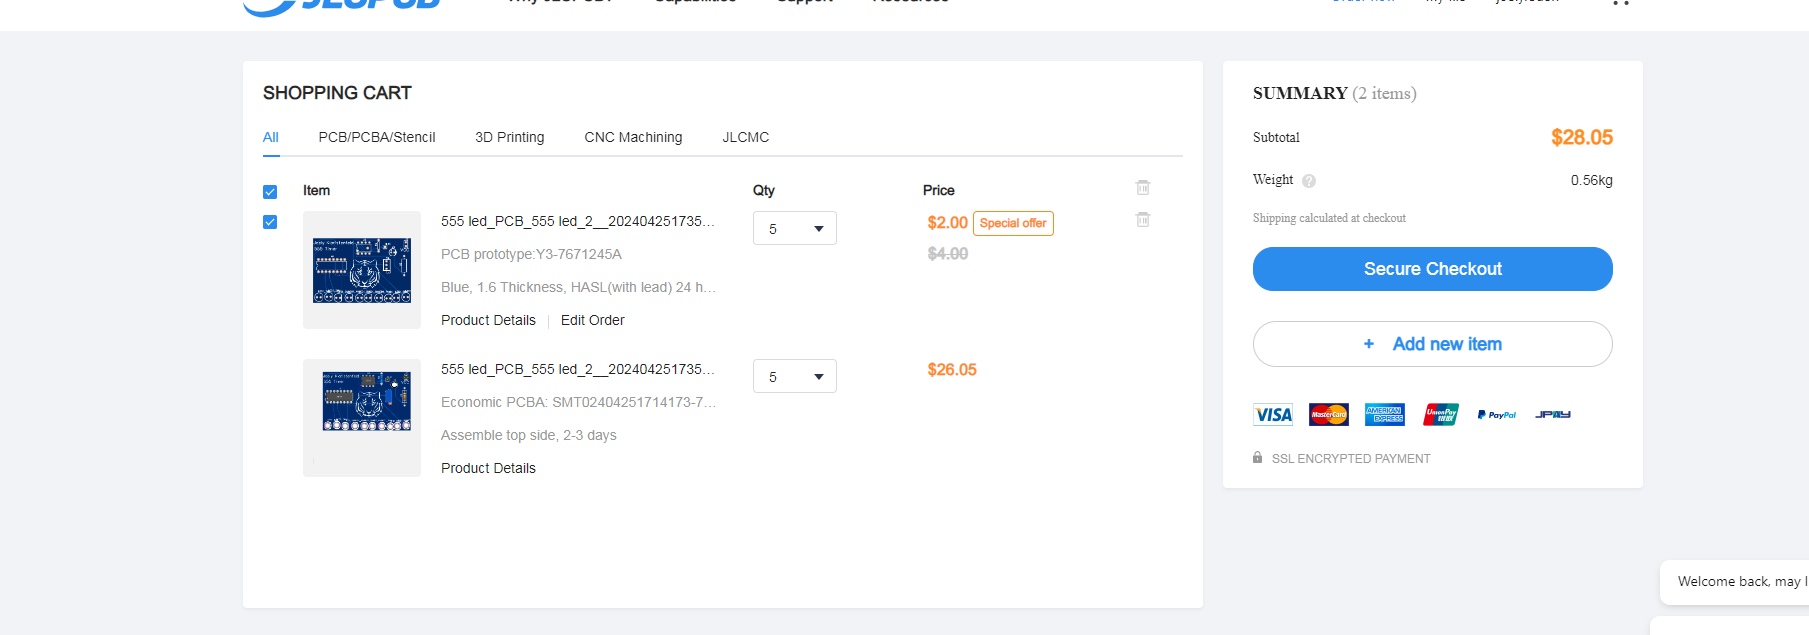 SHOPPING CART
All PCB/PCBA/Stencil 3D Printing CNC Machining JLCMC
Item Qty Price
555 led_PCB_555 led_2__202404251735... 5 $2.00 Special offer
PCB prototype:Y3-7671245A $4.00
Blue, 1.6 Thickness, HASL(with lead) 24 h...
Product Details | Edit Order
555 led_PCB_555 led_2__202404251735... 5 $26.05
Economic PCBA: SMT02404251714173-7...
Assemble top side, 2-3 days
Product Details
SUMMARY (2 items)
Subtotal $28.05
Weight ? 0.56kg
Shipping calculated at checkout
Secure Checkout
+ Add new item
VISA MasterCard AMERICAN EXPRESS UnionPay PayPal
SSL ENCRYPTED PAYMENT
Welcome back, may I